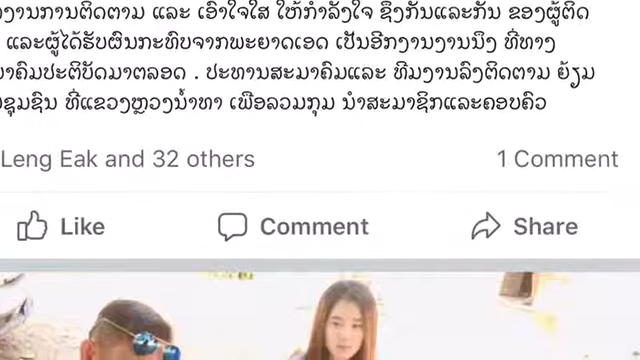 ງານການຕິດຕາມ ແລະ ເອົາໃຈໃສ່ ໃຫ້ກຳລັງໃຈ ຊຶ່ງກັນແລະກັນ ຂອງຜູ້ຕິດ
ແລະຜູ້ໄດ້ຮັບຜົນກະທົບຈາກພະຍາດເອດ ເປັນອີກງານງານນຶ່ງ ທີ່ທາງ
ມາຄົມປະຕິບັດມາຕລອດ . ປະທານສະມາຄົມແລະ ທີມງານລົງຕິດຕາມ ຍ້ຽມ
ຊຸມຊົນ ທີ່ແຂວງຫຼວງນ້ຳທາ ເພື່ອລວມກຸ່ມ ນຳສະມາຊິກແລະຄອບຄົວ
Leng Eak and 32 others 1 Comment
Like Comment Share